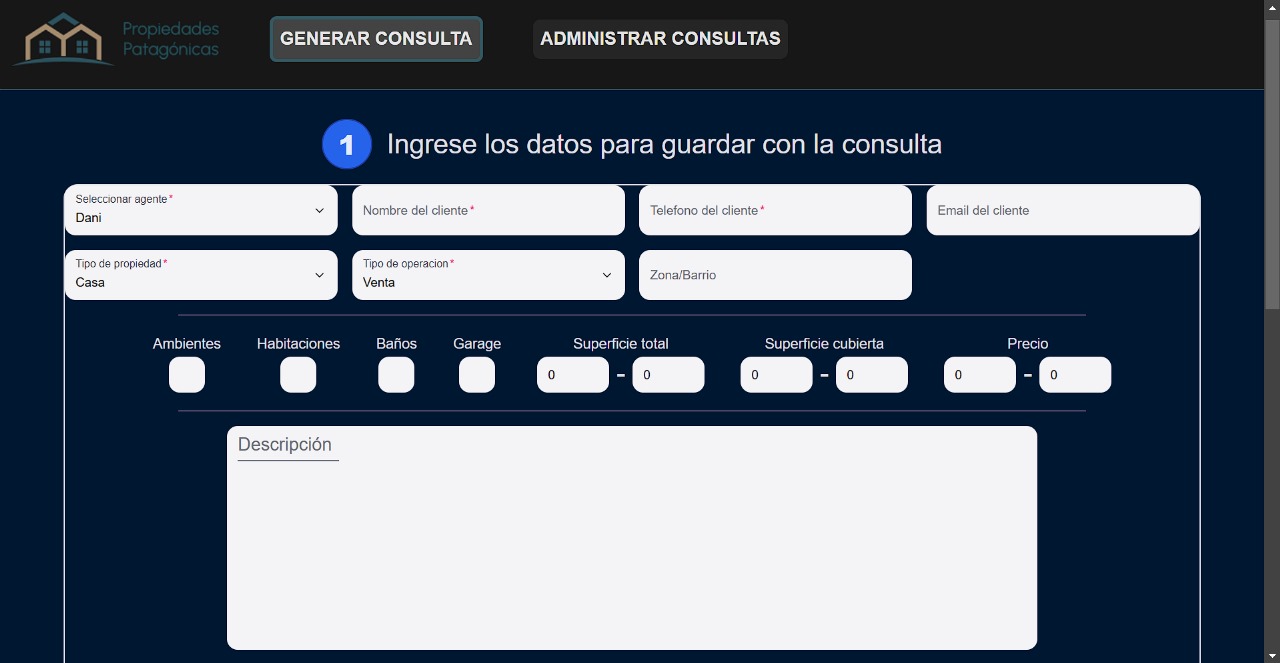 Propiedades
Patagónicas
GENERAR CONSULTA
ADMINISTRAR CONSULTAS
1 Ingrese los datos para guardar con la consulta
Seleccionar agente*
Dani
Nombre del cliente*
Telefono del cliente*
Email del cliente
Tipo de propiedad*
Casa
Tipo de operacion*
Venta
Zona/Barrio
Ambientes Habitaciones Baños Garage Superficie total Superficie cubierta Precio
0 - 0 0 - 0 0 - 0
Descripción